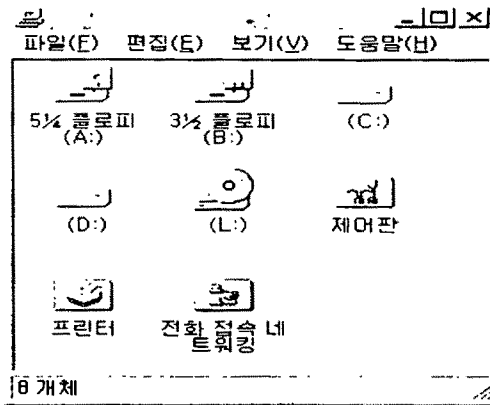 파일(F) 편집(E) 보기(V) 도움말(H)
5¼ 플로피
(A:)
3½ 플로피
(B:)
(C:)
(D:)
(L:)
제어판
프린터
전화 접속 네
트워킹
8 개체